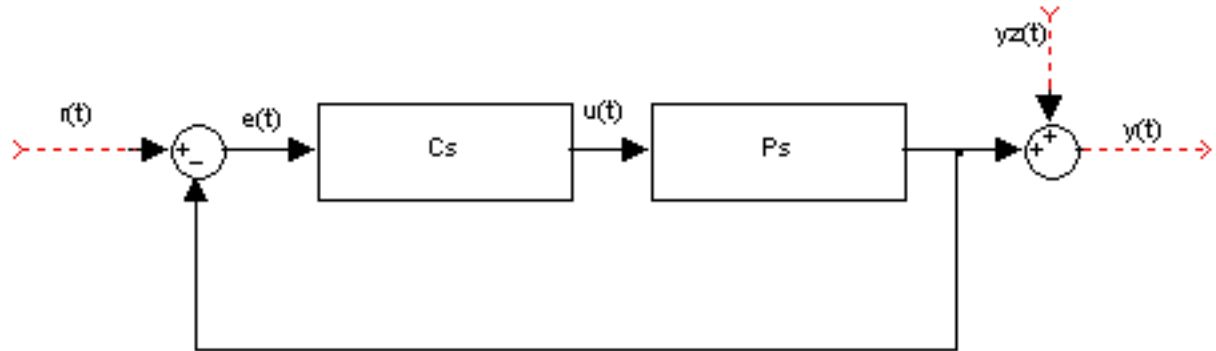 yz(t)
r(t)
e(t)
Cs
u(t)
Ps
y(t)
+
−
+
+